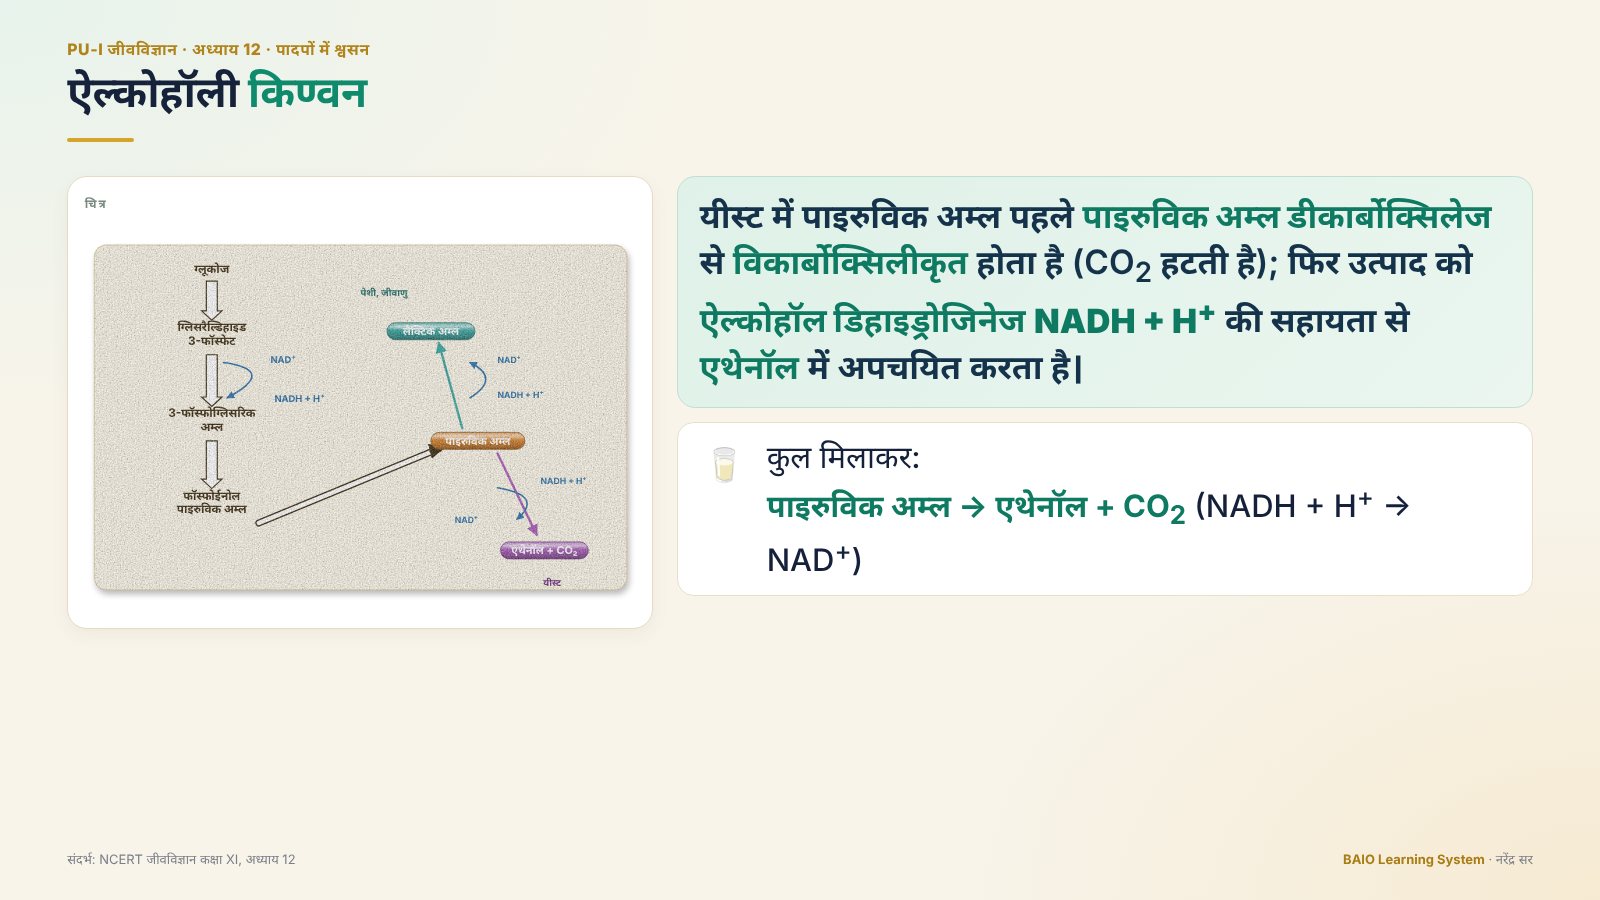 PU-I जीवविज्ञान · अध्याय 12 · पादपों में श्वसन
ऐल्कोहॉली किण्वन
चित्र
ग्लूकोज
ग्लिसरैल्डिहाइड
3-फॉस्फेट
NAD⁺
NADH + H⁺
3-फॉस्फोग्लिसरिक
अम्ल
फॉस्फोईनोल
पाइरुविक अम्ल
पेशी, जीवाणु
लैक्टिक अम्ल
NAD⁺
NADH + H⁺
पाइरुविक अम्ल
NADH + H⁺
NAD⁺
एथेनॉल + CO₂
यीस्ट
यीस्ट में पाइरुविक अम्ल पहले पाइरुविक अम्ल डीकार्बोक्सिलेज
से विकार्बोक्सिलीकृत होता है (CO₂ हटती है); फिर उत्पाद को
ऐल्कोहॉल डिहाइड्रोजिनेज NADH + H⁺ की सहायता से
एथेनॉल में अपचयित करता है|
कुल मिलाकर:
पाइरुविक अम्ल → एथेनॉल + CO₂ (NADH + H⁺ →
NAD⁺)
संदर्भ: NCERT जीवविज्ञान कक्षा XI, अध्याय 12
BAIO Learning System · नरेंद्र सर